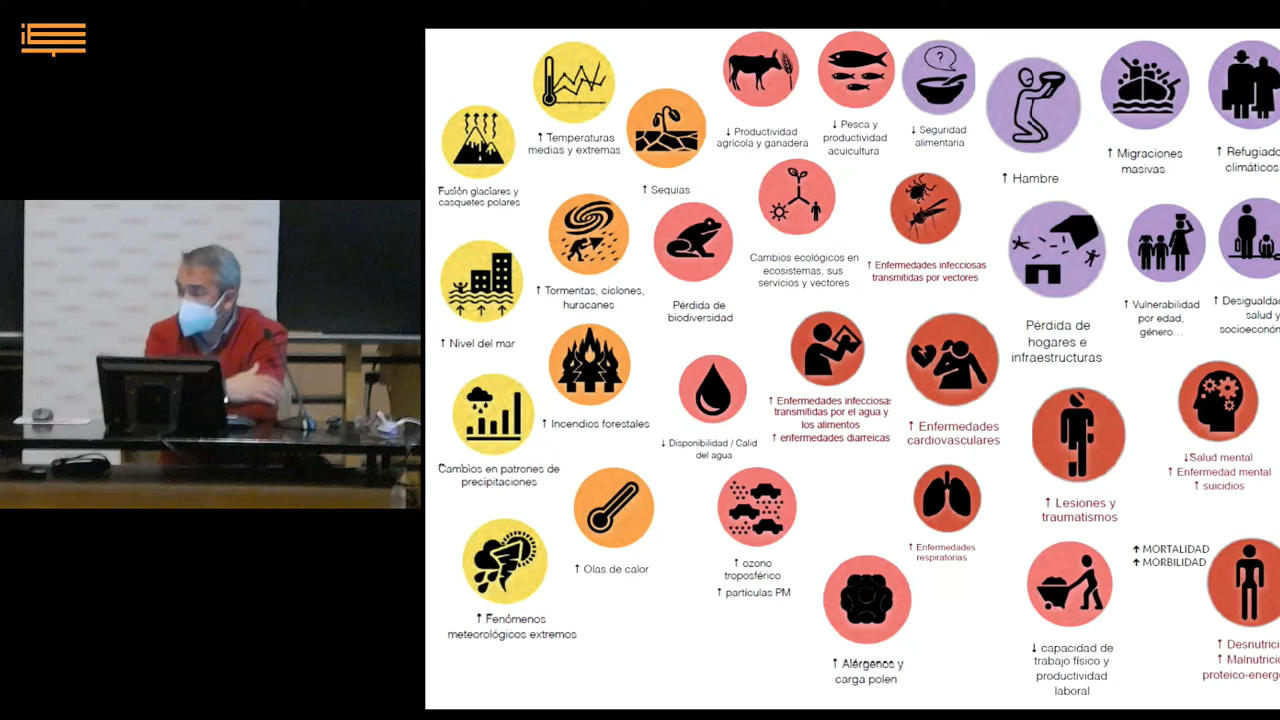 ↑ Temperaturas
medias y extremas
Fusión glaciares y
casquetes polares
↑ Sequías
↓ Productividad
agrícola y ganadera
↓ Pesca y
productividad
acuicultura
↓ Seguridad
alimentaria
↑ Hambre
↑ Migraciones
masivas
↑ Refugiado
climáticos
↑ Nivel del mar
↑ Tormentas, ciclones,
huracanes
Pérdida de
biodiversidad
Cambios ecológicos en
ecosistemas, sus
servicios y vectores
↑ Enfermedades infecciosas
transmitidas por vectores
Pérdida de
hogares e
infraestructuras
↑ Vulnerabilidad
por edad,
género...
↑ Desigualda
salud y
socioeconón
Cambios en patrones de
precipitaciones
↑ Incendios forestales
↓ Disponibilidad / Calid
del agua
↑ Enfermedades infecciosas
transmitidas por el agua y
los alimentos
↑ enfermedades diarreicas
↑ Enfermedades
cardiovasculares
↑ Lesiones y
traumatismos
↓Salud mental
↑ Enfermedad mental
↑ suicidios
↑ Fenómenos
meteorológicos extremos
↑ Olas de calor
↑ ozono
troposférico
↑ partículas PM
↑ Alérgenos y
carga polen
↑ Enfermedades
respiratorias
↓ capacidad de
trabajo físico y
productividad
laboral
↑ MORTALIDAD
↑ MORBILIDAD
↑ Desnutrici
↑ Malnutrici
proteico-energé